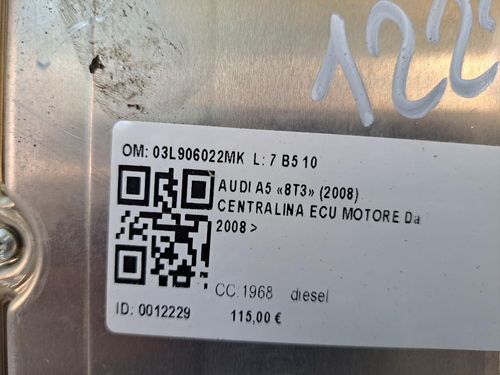 122
OM: 03L906022MK L: 7 B5 10
AUDI A5 «8T3» (2008)
CENTRALINA ECU MOTORE Da
2008 >
CC:1968 diesel
ID: 0012229 115,00 €